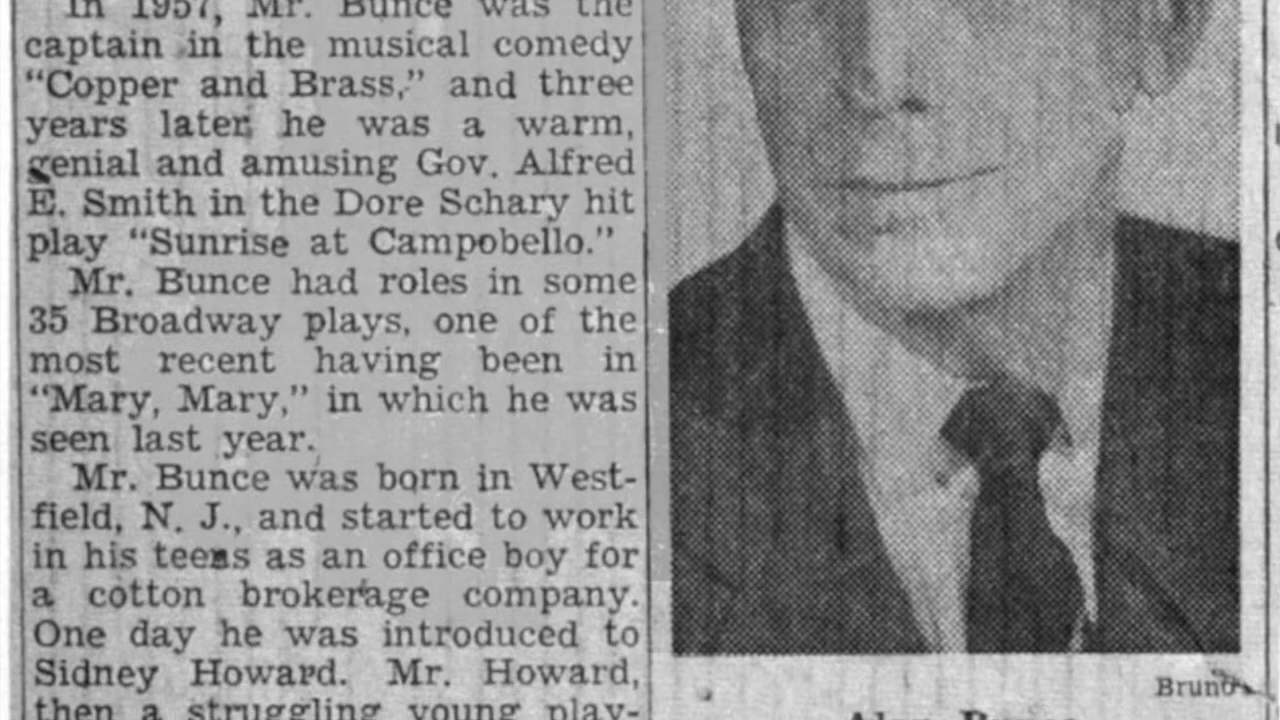 In 1957, Mr. Bunce was the
captain in the musical comedy
“Copper and Brass,” and three
years later he was a warm,
genial and amusing Gov. Alfred
E. Smith in the Dore Schary hit
play “Sunrise at Campobello.”
Mr. Bunce had roles in some
35 Broadway plays, one of the
most recent having been in
“Mary, Mary,” in which he was
seen last year.
Mr. Bunce was born in West-
field, N. J., and started to work
in his teens as an office boy for
a cotton brokerage company.
One day he was introduced to
Sidney Howard. Mr. Howard,
then a struggling young play-
Bruno